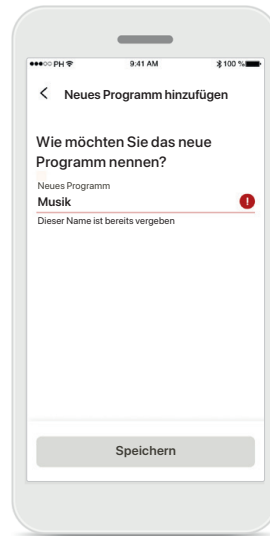 PH 9:41 AM 100 %
Neues Programm hinzufügen
Wie möchten Sie das neue
Programm nennen?
Neues Programm
Musik
!
Dieser Name ist bereits vergeben
Speichern